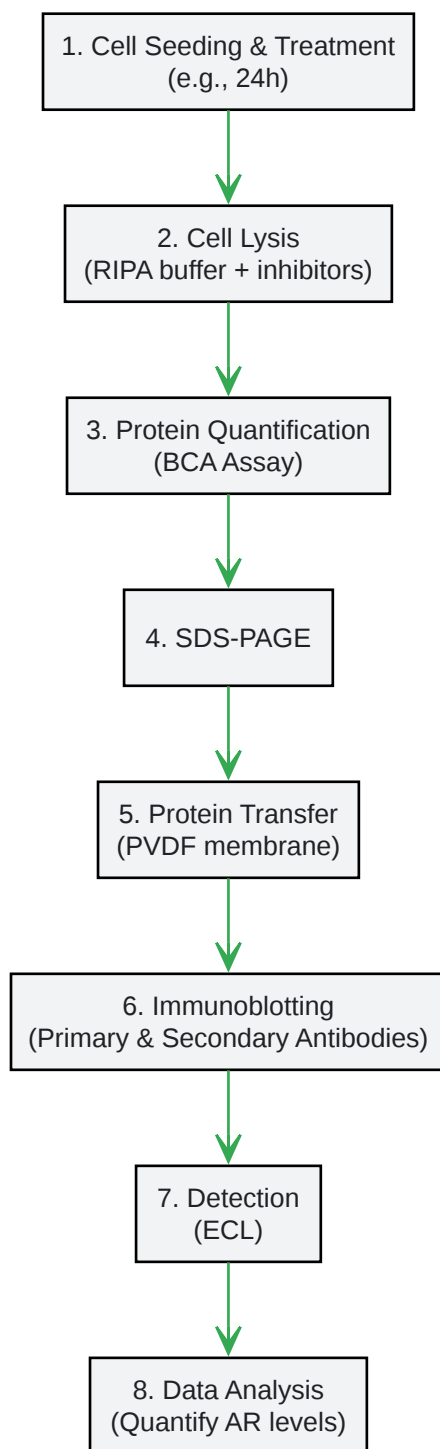 1. Cell Seeding & Treatment
(e.g., 24h)
2. Cell Lysis
(RIPA buffer + inhibitors)
3. Protein Quantification
(BCA Assay)
4. SDS-PAGE
5. Protein Transfer
(PVDF membrane)
6. Immunoblotting
(Primary & Secondary Antibodies)
7. Detection
(ECL)
8. Data Analysis
(Quantify AR levels)